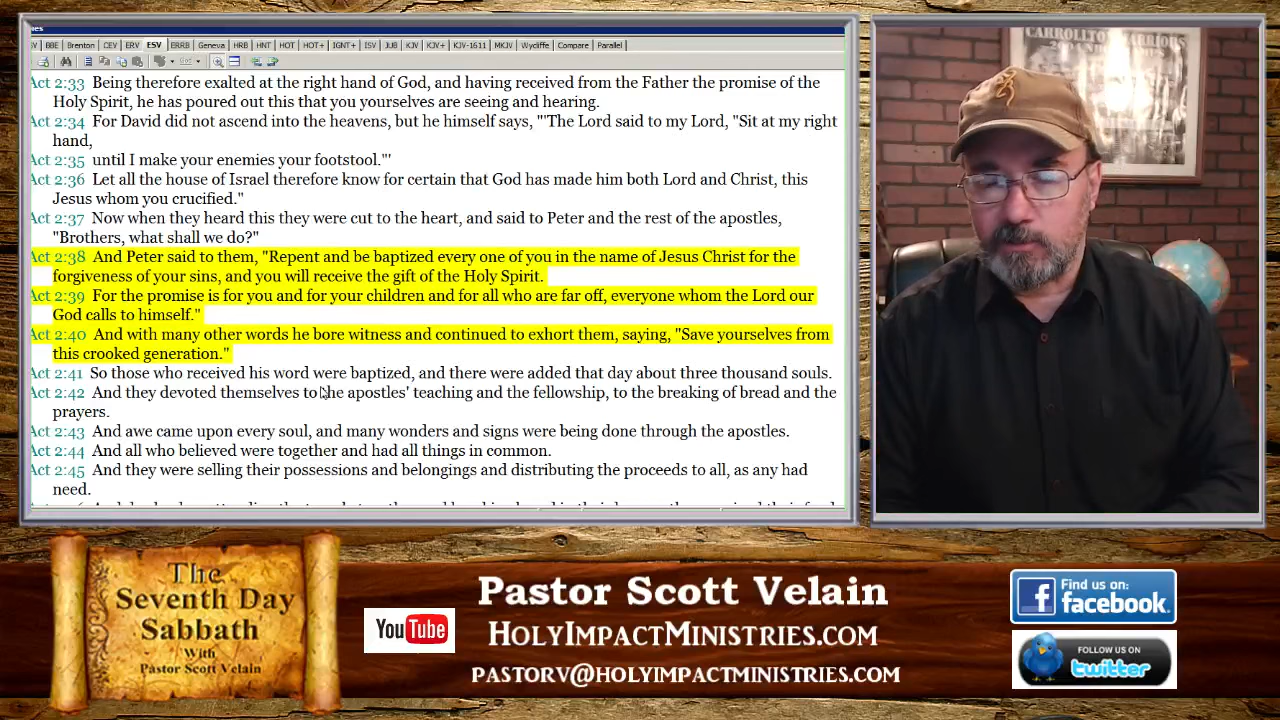 BBE Brenton CEV ERV ESV ERRB Geneva HRB HNT HOT HOT+ IGNT+ ISV JUB KJV KJV+ KJV-1611 MKJV Wycliffe Compare Parallel
Act 2:33 Being therefore exalted at the right hand of God, and having received from the Father the promise of the
Holy Spirit, he has poured out this that you yourselves are seeing and hearing.
Act 2:34 For David did not ascend into the heavens, but he himself says, "'The Lord said to my Lord, "Sit at my right
hand,
Act 2:35 until I make your enemies your footstool."'
Act 2:36 Let all the house of Israel therefore know for certain that God has made him both Lord and Christ, this
Jesus whom you crucified."
Act 2:37 Now when they heard this they were cut to the heart, and said to Peter and the rest of the apostles,
"Brothers, what shall we do?"
Act 2:38 And Peter said to them, "Repent and be baptized every one of you in the name of Jesus Christ for the
forgiveness of your sins, and you will receive the gift of the Holy Spirit.
Act 2:39 For the promise is for you and for your children and for all who are far off, everyone whom the Lord our
God calls to himself."
Act 2:40 And with many other words he bore witness and continued to exhort them, saying, "Save yourselves from
this crooked generation."
Act 2:41 So those who received his word were baptized, and there were added that day about three thousand souls.
Act 2:42 And they devoted themselves to the apostles' teaching and the fellowship, to the breaking of bread and the
prayers.
Act 2:43 And awe came upon every soul, and many wonders and signs were being done through the apostles.
Act 2:44 And all who believed were together and had all things in common.
Act 2:45 And they were selling their possessions and belongings and distributing the proceeds to all, as any had
need.
CARROLLTON WARRIORS
The
Seventh Day
Sabbath
With
Pastor Scott Velain
YouTube
Pastor Scott Velain
HolyImpactMinistries.com
pastorv@holyimpactministries.com
Find us on:
facebook.
FOLLOW US ON
twitter